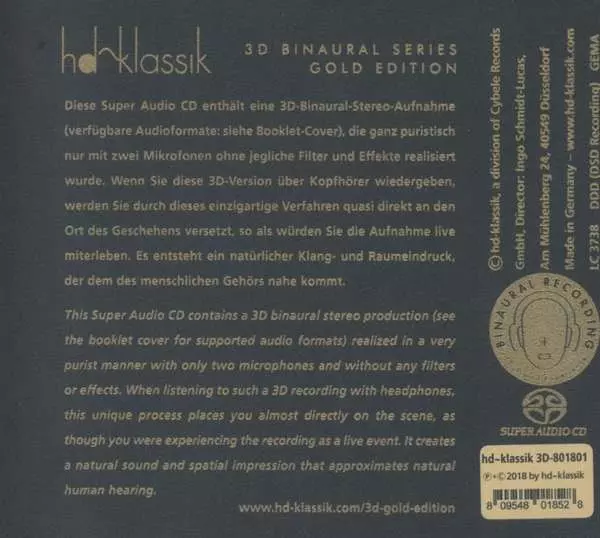 hd~klassik
3D BINAURAL SERIES
GOLD EDITION
Diese Super Audio CD enthält eine 3D-Binaural-Stereo-Aufnahme
(verfügbare Audioformate: siehe Booklet-Cover), die ganz puristisch
nur mit zwei Mikrofonen ohne jegliche Filter und Effekte realisiert
wurde. Wenn Sie diese 3D-Version über Kopfhörer wiedergeben,
werden Sie durch dieses einzigartige Verfahren quasi direkt an den
Ort des Geschehens versetzt, so als würden Sie die Aufnahme live
miterleben. Es entsteht ein natürlicher Klang- und Raumeindruck,
der dem des menschlichen Gehörs nahe kommt.
This Super Audio CD contains a 3D binaural stereo production (see
the booklet cover for supported audio formats) realized in a very
purist manner with only two microphones and without any filters
or effects. When listening to such a 3D recording with headphones,
this unique process places you almost directly on the scene, as
though you were experiencing the recording as a live event. It creates
a natural sound and spatial impression that approximates natural
human hearing.
www.hd-klassik.com/3d-gold-edition
© hd-klassik, a division of Cybele Records
GmbH, Director: Ingo Schmidt-Lucas,
Am Mühlenberg 24, 40549 Düsseldorf
Made in Germany – www.hd-klassik.com
LC 3738 DDD (DSD Recording) GEMA
BINAURAL RECORDING
SUPER AUDIO CD
hd~klassik 3D-801801
℗+© 2018 by hd~klassik
8 09548 01852 8